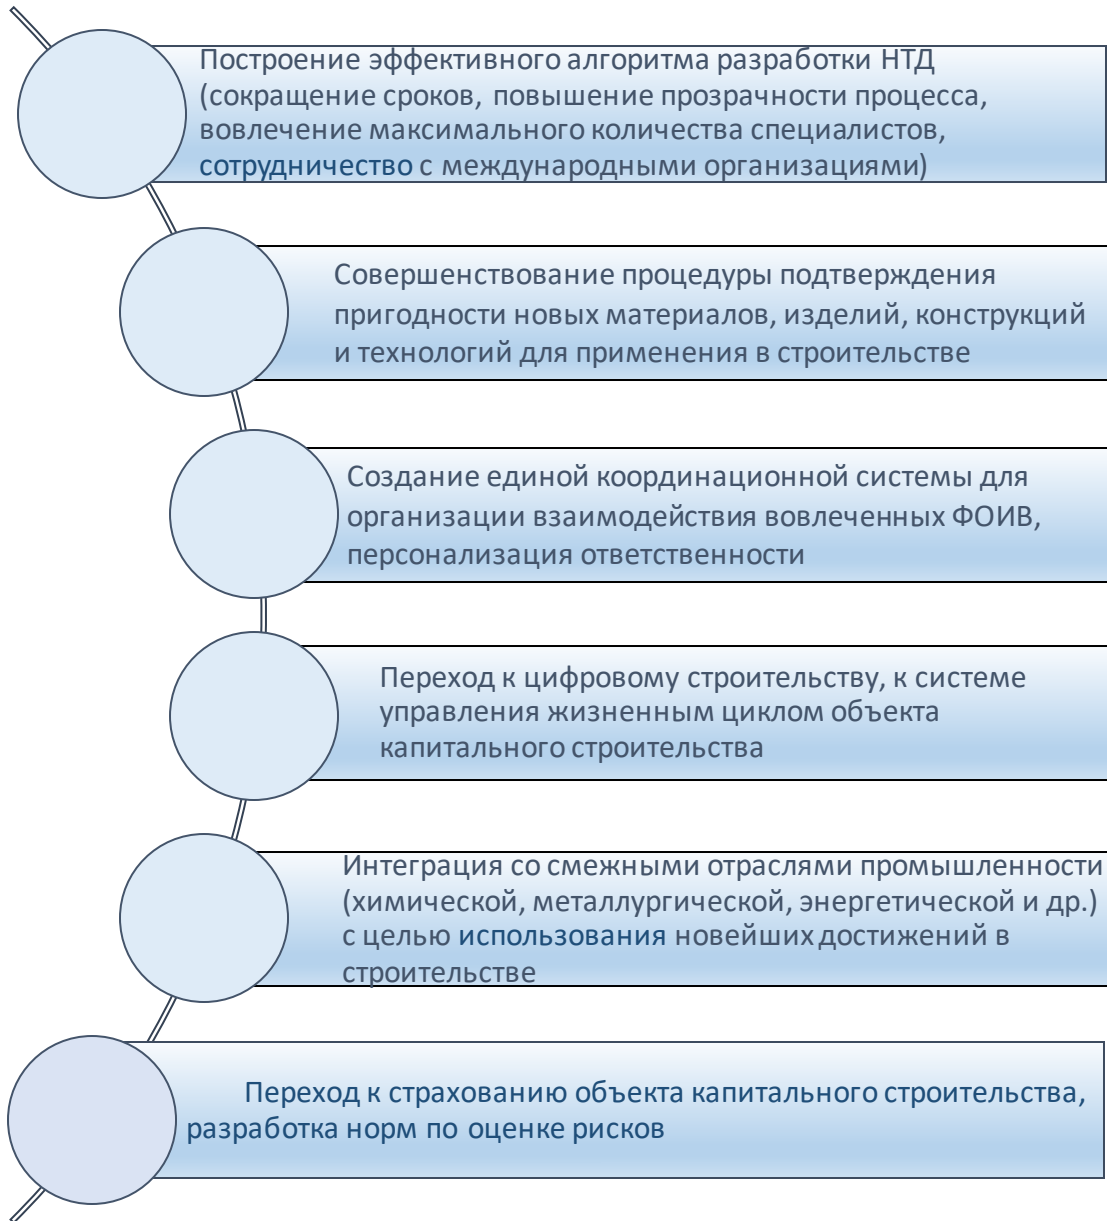 Построение эффективного алгоритма разработки НТД
(сокращение сроков, повышение прозрачности процесса,
вовлечение максимального количества специалистов,
сотрудничество с международными организациями)
Совершенствование процедуры подтверждения
пригодности новых материалов, изделий, конструкций
и технологий для применения в строительстве
Создание единой координационной системы для
организации взаимодействия вовлеченных ФОИВ,
персонализация ответственности
Переход к цифровому строительству, к системе
управления жизненным циклом объекта
капитального строительства
Интеграция со смежными отраслями промышленности
(химической, металлургической, энергетической и др.)
с целью использования новейших достижений в
строительстве
Переход к страхованию объекта капитального строительства,
разработка норм по оценке рисков